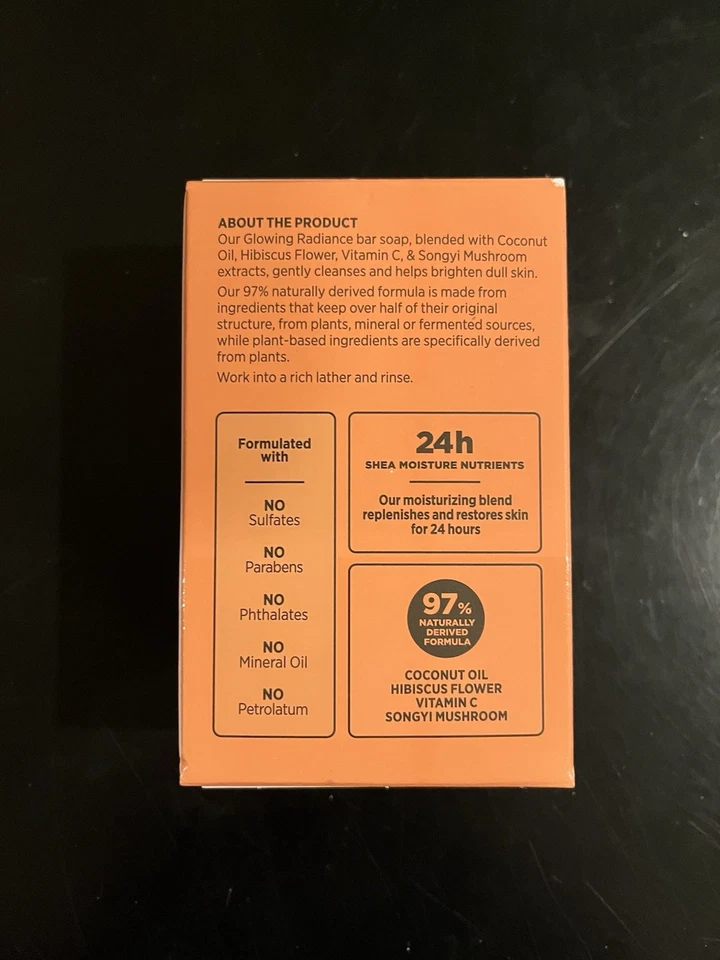 ABOUT THE PRODUCT
Our Glowing Radiance bar soap, blended with Coconut
Oil, Hibiscus Flower, Vitamin C, & Songyi Mushroom
extracts, gently cleanses and helps brighten dull skin.
Our 97% naturally derived formula is made from
ingredients that keep over half of their original
structure, from plants, mineral or fermented sources,
while plant-based ingredients are specifically derived
from plants.
Work into a rich lather and rinse.
Formulated
with
NO
Sulfates
NO
Parabens
NO
Phthalates
NO
Mineral Oil
NO
Petrolatum
24h
SHEA MOISTURE NUTRIENTS
Our moisturizing blend
replenishes and restores skin
for 24 hours
97%
NATURALLY
DERIVED
FORMULA
COCONUT OIL
HIBISCUS FLOWER
VITAMIN C
SONGYI MUSHROOM